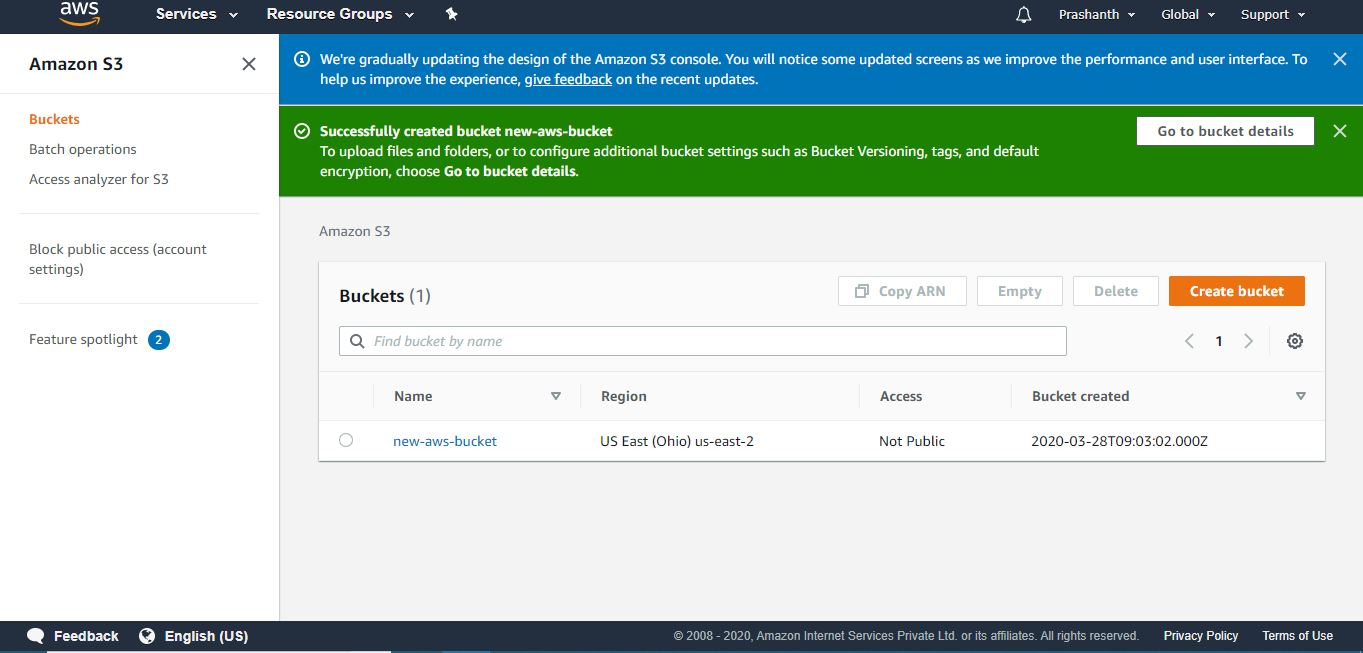 aws Services Resource Groups Prashanth Global Support
Amazon S3
Buckets
Batch operations
Access analyzer for S3
Block public access (account
settings)
Feature spotlight 2
We're gradually updating the design of the Amazon S3 console. You will notice some updated screens as we improve the performance and user interface. To
help us improve the experience, give feedback on the recent updates.
Successfully created bucket new-aws-bucket
To upload files and folders, or to configure additional bucket settings such as Bucket Versioning, tags, and default
encryption, choose Go to bucket details.
Go to bucket details
Amazon S3
Buckets (1)
Copy ARN Empty Delete Create bucket
Find bucket by name
1
Name Region Access Bucket created
new-aws-bucket US East (Ohio) us-east-2 Not Public 2020-03-28T09:03:02.000Z
Feedback English (US) © 2008 - 2020, Amazon Internet Services Private Ltd. or its affiliates. All rights reserved. Privacy Policy Terms of Use